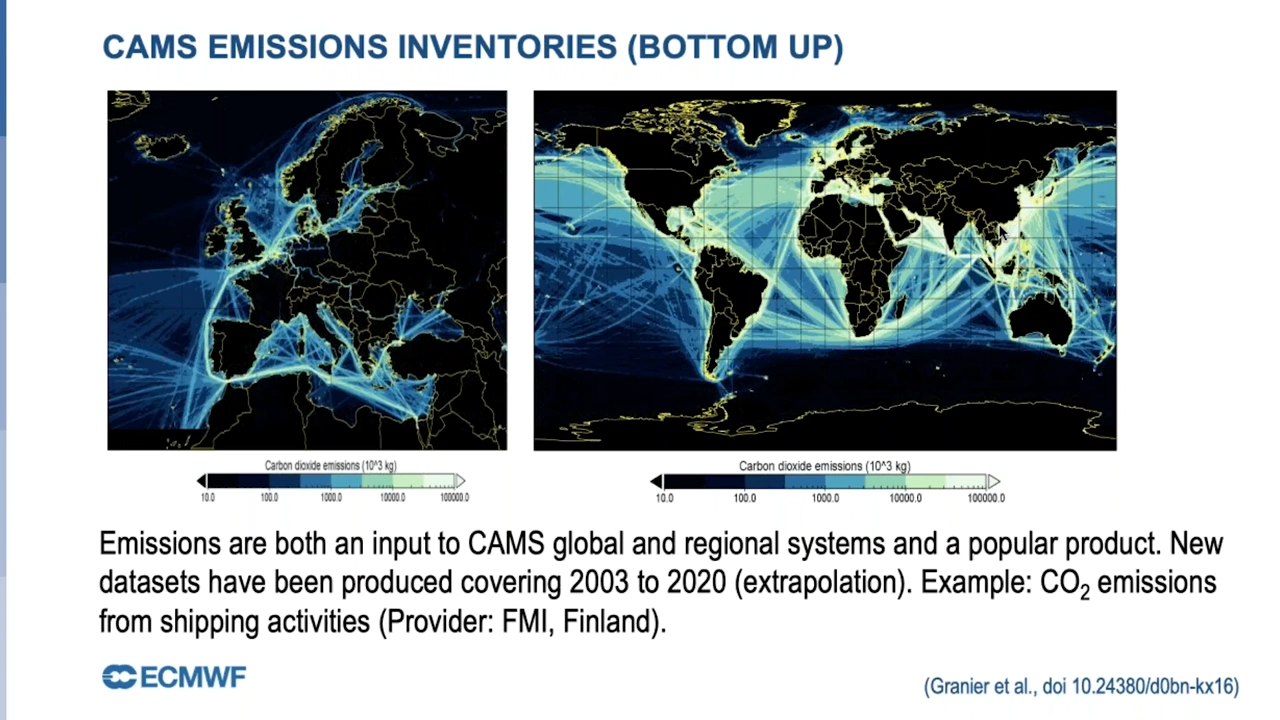 CAMS EMISSIONS INVENTORIES (BOTTOM UP)
Carbon dioxide emissions (10^3 kg)
10.0 100.0 1000.0 10000.0 100000.0
Carbon dioxide emissions (10^3 kg)
10.0 100.0 1000.0 10000.0 100000.0
Emissions are both an input to CAMS global and regional systems and a popular product. New
datasets have been produced covering 2003 to 2020 (extrapolation). Example: CO₂ emissions
from shipping activities (Provider: FMI, Finland).
ECMWF
(Granier et al., doi 10.24380/d0bn-kx16)